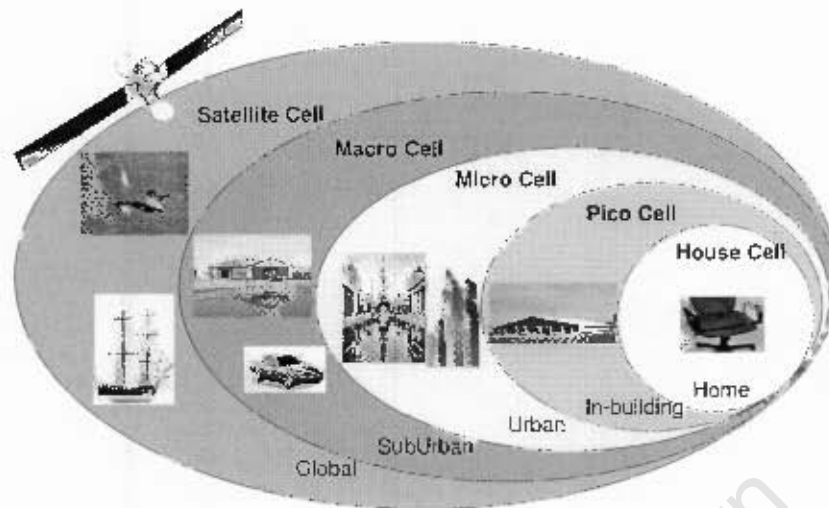 Satellite Cell
Macro Cell
Micro Cell
Pico Cell
House Cell
Home
In-building
Urban
SubUrban
Global